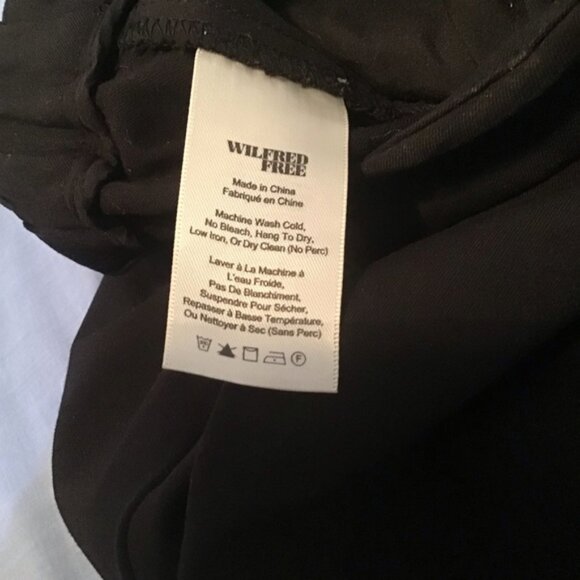 WILFRED
FREE
Made in China
Fabriqué en Chine
Machine Wash Cold,
No Bleach, Hang To Dry,
Low Iron, Or Dry Clean (No Perc)
Laver à La Machine à
L'eau Froide,
Pas De Blanchiment,
Suspendre Pour Sécher,
Repasser à Basse Température,
Ou Nettoyer à Sec (Sans Perc)
F